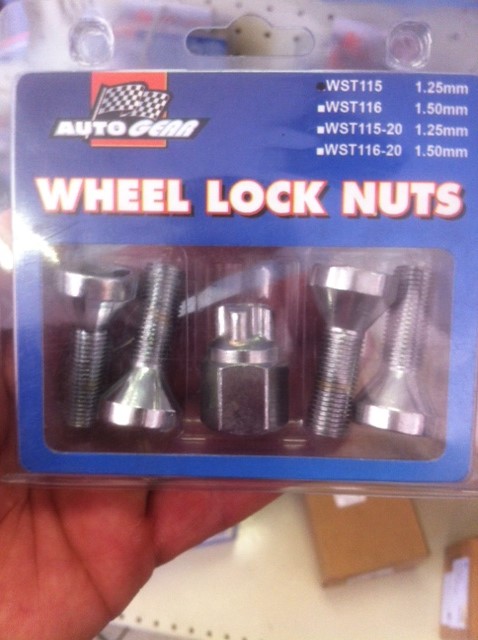 AUTO GEAR
WST115 1.25mm
WST116 1.50mm
WST115-20 1.25mm
WST116-20 1.50mm
WHEEL LOCK NUTS